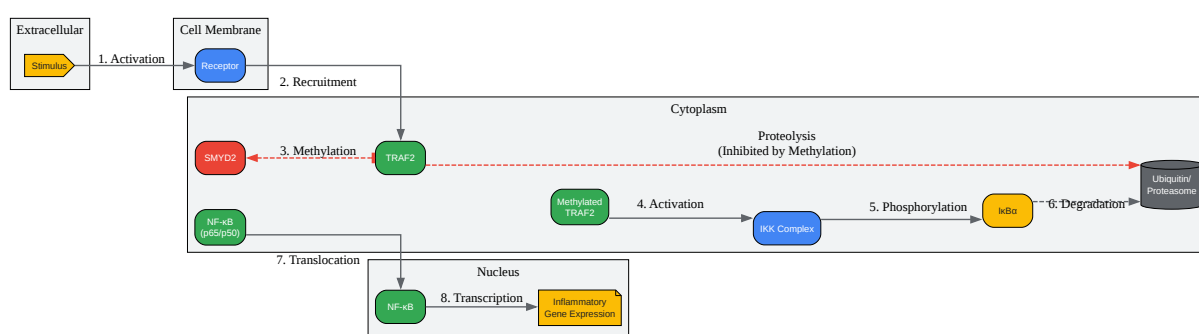 Extracellular
Stimulus
1. Activation
Cell Membrane
Receptor
2. Recruitment
Cytoplasm
SMYD2
3. Methylation
TRAF2
Proteolysis
(Inhibited by Methylation)
Ubiquitin/
Proteasome
Methylated
TRAF2
4. Activation
IKK Complex
5. Phosphorylation
IκBα
6. Degradation
NF-κB
(p65/p50)
7. Translocation
Nucleus
NF-κB
8. Transcription
Inflammatory
Gene Expression